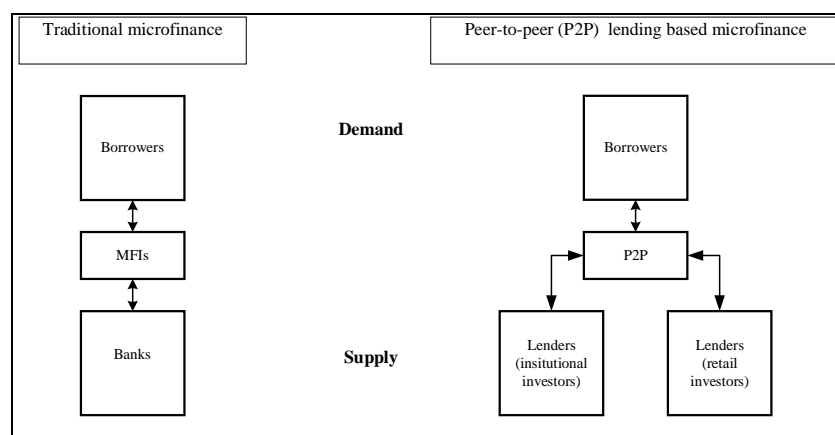 Traditional microfinance
Peer-to-peer (P2P) lending based microfinance
Demand
Borrowers
Borrowers
MFIs
P2P
Banks
Supply
Lenders
(insitutional
investors)
Lenders
(retail
investors)